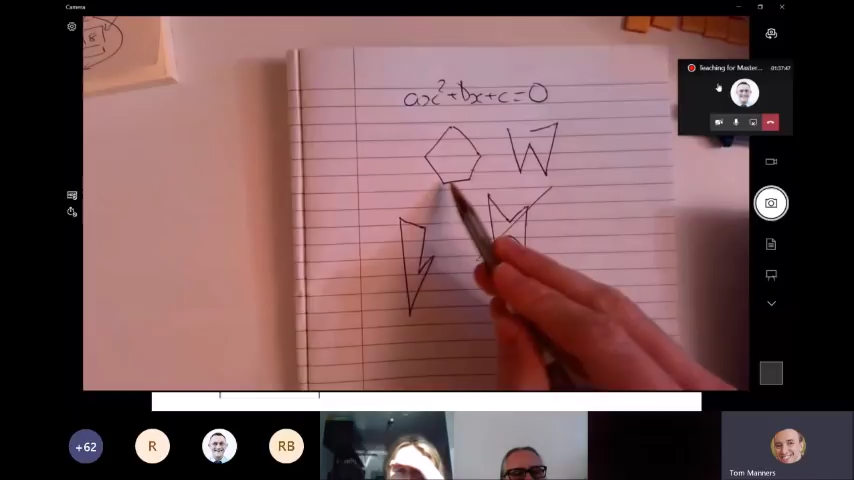 Camera
Teaching for Master...
01:37:47
ax²+bx+c=0
+62
R
RB
Tom Manners